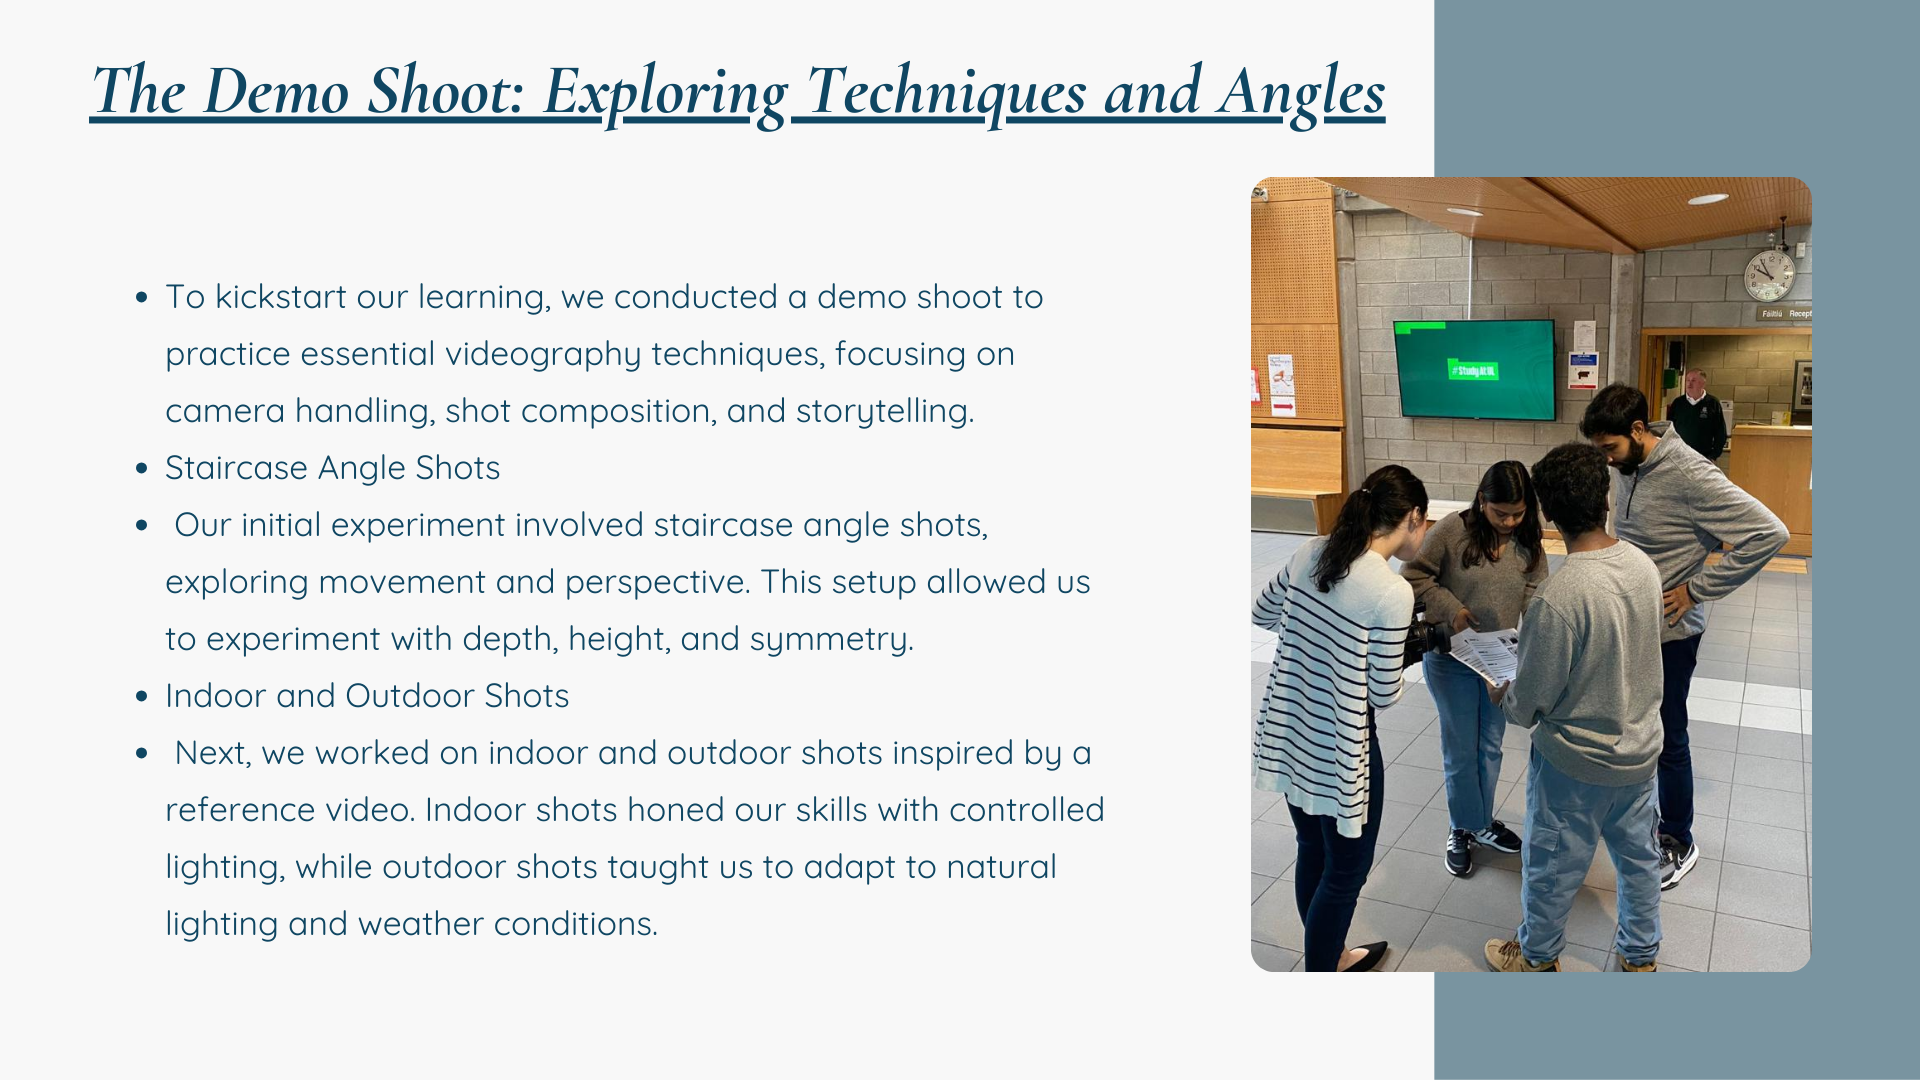 The Demo Shoot: Exploring Techniques and Angles
• To kickstart our learning, we conducted a demo shoot to
practice essential videography techniques, focusing on
camera handling, shot composition, and storytelling.
• Staircase Angle Shots
• Our initial experiment involved staircase angle shots,
exploring movement and perspective. This setup allowed us
to experiment with depth, height, and symmetry.
• Indoor and Outdoor Shots
• Next, we worked on indoor and outdoor shots inspired by a
reference video. Indoor shots honed our skills with controlled
lighting, while outdoor shots taught us to adapt to natural
lighting and weather conditions.
#StudyAtUL
Fáiltiú Recept